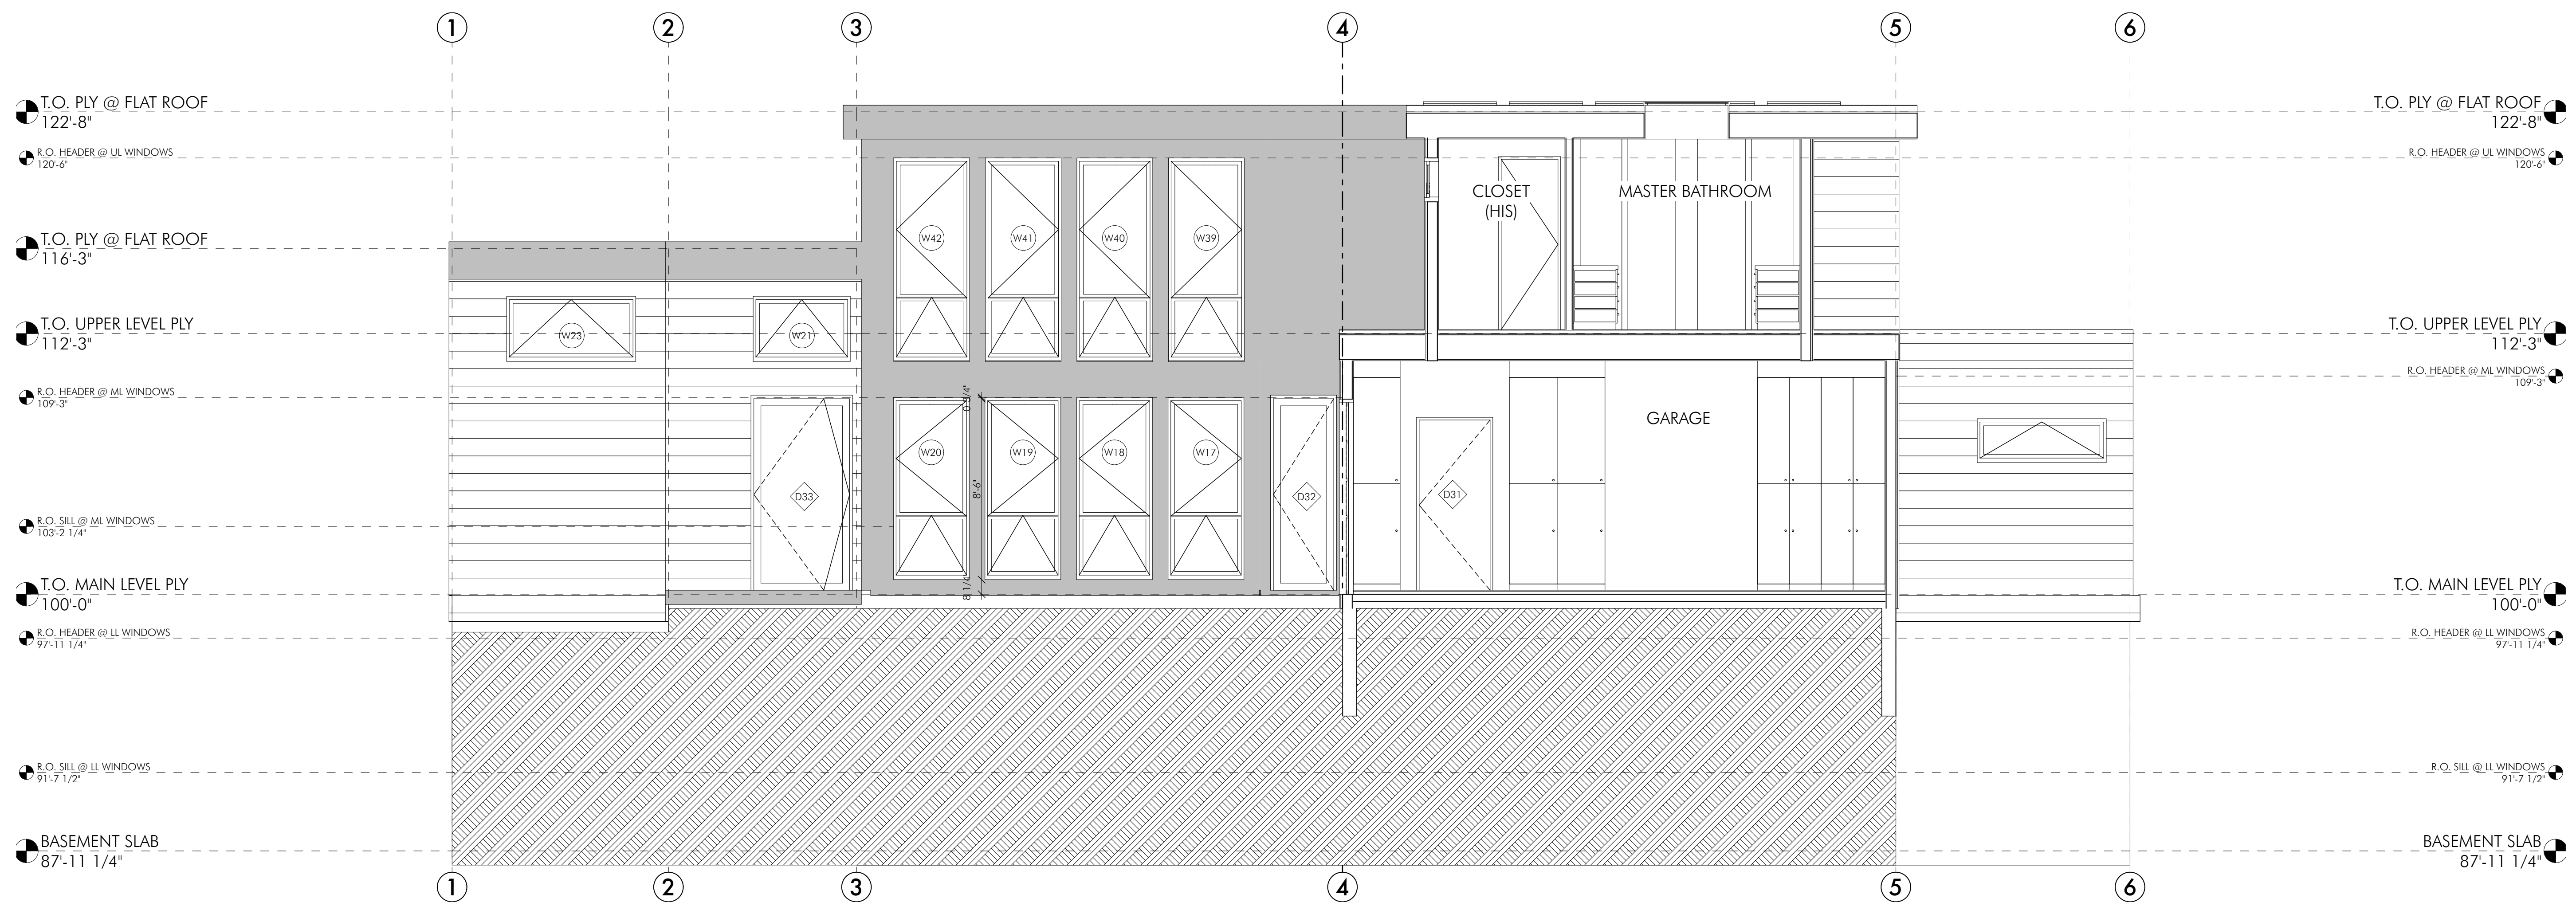 1 2 3 4 5 6
T.O. PLY @ FLAT ROOF
122'-8"
R.O. HEADER @ UL WINDOWS
120'-6"
T.O. PLY @ FLAT ROOF
116'-3"
T.O. UPPER LEVEL PLY
112'-3"
R.O. HEADER @ ML WINDOWS
109'-3"
R.O. SILL @ ML WINDOWS
103'-2 1/4"
T.O. MAIN LEVEL PLY
100'-0"
R.O. HEADER @ LL WINDOWS
97'-11 1/4"
R.O. SILL @ LL WINDOWS
91'-7 1/2"
BASEMENT SLAB
87'-11 1/4"
CLOSET
(HIS)
MASTER BATHROOM
W42 W41 W40 W39
W23 W21
0 3/4"
GARAGE
W20 W19 W18 W17
8'-6"
D33 D32 D31
8 1/4"
T.O. PLY @ FLAT ROOF
122'-8"
R.O. HEADER @ UL WINDOWS
120'-6"
T.O. UPPER LEVEL PLY
112'-3"
R.O. HEADER @ ML WINDOWS
109'-3"
T.O. MAIN LEVEL PLY
100'-0"
R.O. HEADER @ LL WINDOWS
97'-11 1/4"
R.O. SILL @ LL WINDOWS
91'-7 1/2"
BASEMENT SLAB
87'-11 1/4"
1 2 3 4 5 6